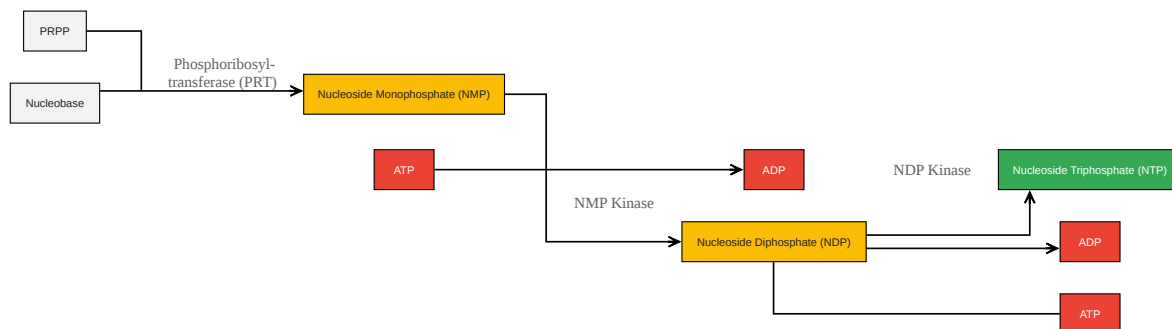 PRPP
Phosphoribosyl-
transferase (PRT)
Nucleobase
Nucleoside Monophosphate (NMP)
ATP
ADP
NDP Kinase
Nucleoside Triphosphate (NTP)
NMP Kinase
Nucleoside Diphosphate (NDP)
ADP
ATP